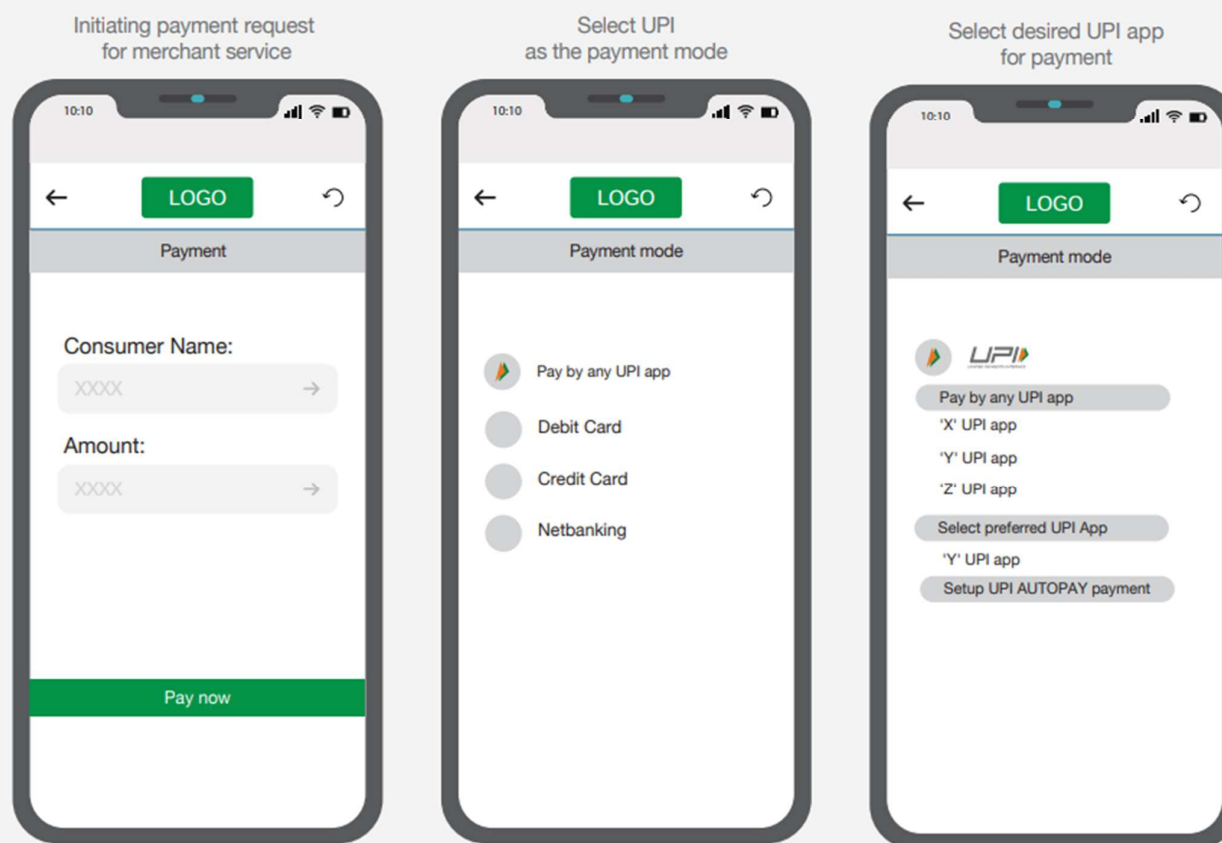 Initiating payment request
for merchant service
10:10
LOGO
Payment
Consumer Name:
XXXX
Amount:
XXXX
Pay now
Select UPI
as the payment mode
10:10
LOGO
Payment mode
Pay by any UPI app
Debit Card
Credit Card
Netbanking
Select desired UPI app
for payment
10:10
LOGO
Payment mode
UPI
UNIFIED PAYMENTS INTERFACE
Pay by any UPI app
'X' UPI app
'Y' UPI app
'Z' UPI app
Select preferred UPI App
'Y' UPI app
Setup UPI AUTOPAY payment